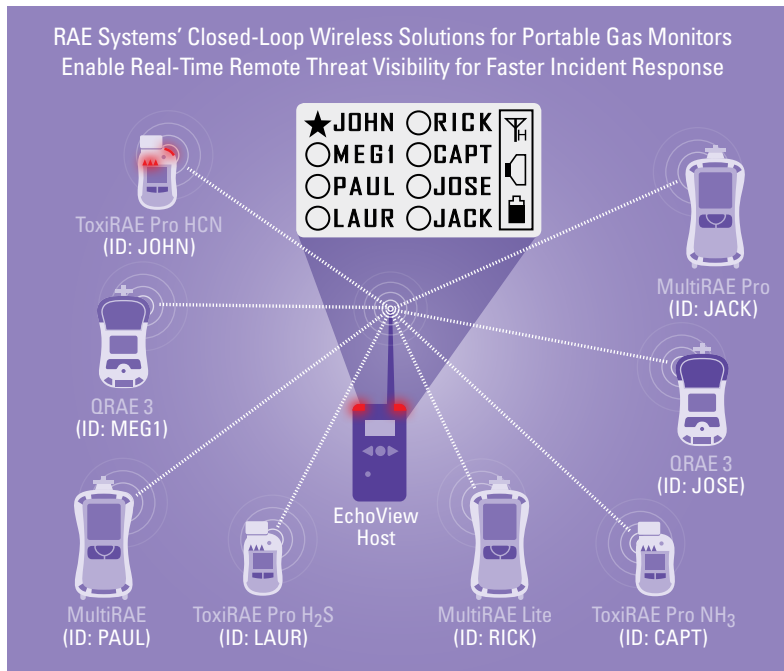 RAE Systems’ Closed-Loop Wireless Solutions for Portable Gas Monitors
Enable Real-Time Remote Threat Visibility for Faster Incident Response
★JOHN ○RICK
○MEG1 ○CAPT
○PAUL ○JOSE
○LAUR ○JACK
H
ToxiRAE Pro HCN
(ID: JOHN)
MultiRAE Pro
(ID: JACK)
QRAE 3
(ID: MEG1)
QRAE 3
(ID: JOSE)
EchoView
Host
MultiRAE
(ID: PAUL)
ToxiRAE Pro H₂S
(ID: LAUR)
MultiRAE Lite
(ID: RICK)
ToxiRAE Pro NH₃
(ID: CAPT)